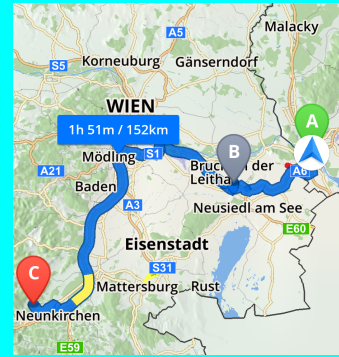 Malacky
A5
S5
Korneuburg
Gänserndorf
WIEN
A
1h 51m / 152km
B
Mödling
S1
Bruck an der
Leitha
A6
A21
Baden
A3
Neusiedl am See
E60
Eisenstadt
C
S31
Mattersburg
Rust
Neunkirchen
E59